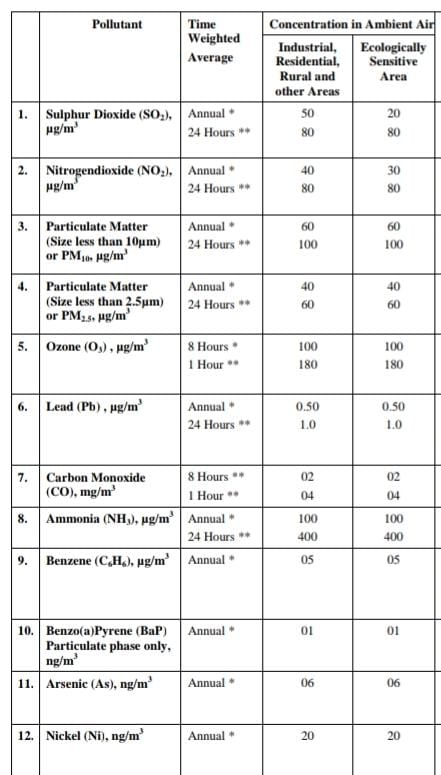 Pollutant Time Weighted Average Concentration in Ambient Air
Industrial, Residential, Rural and other Areas Ecologically Sensitive Area
1. Sulphur Dioxide (SO₂), Annual * 50 20
µg/m³ 24 Hours ** 80 80
2. Nitrogendioxide (NO₂), Annual * 40 30
µg/m³ 24 Hours ** 80 80
3. Particulate Matter Annual * 60 60
(Size less than 10µm) 24 Hours ** 100 100
or PM₁₀, µg/m³
4. Particulate Matter Annual * 40 40
(Size less than 2.5µm) 24 Hours ** 60 60
or PM₂.₅, µg/m³
5. Ozone (O₃) , µg/m³ 8 Hours * 100 100
1 Hour ** 180 180
6. Lead (Pb) , µg/m³ Annual * 0.50 0.50
24 Hours ** 1.0 1.0
7. Carbon Monoxide 8 Hours ** 02 02
(CO), mg/m³ 1 Hour ** 04 04
8. Ammonia (NH₃), µg/m³ Annual * 100 100
24 Hours ** 400 400
9. Benzene (C₆H₆), µg/m³ Annual * 05 05
10. Benzo(a)Pyrene (BaP) Annual * 01 01
Particulate phase only,
ng/m³
11. Arsenic (As), ng/m³ Annual * 06 06
12. Nickel (Ni), ng/m³ Annual * 20 20